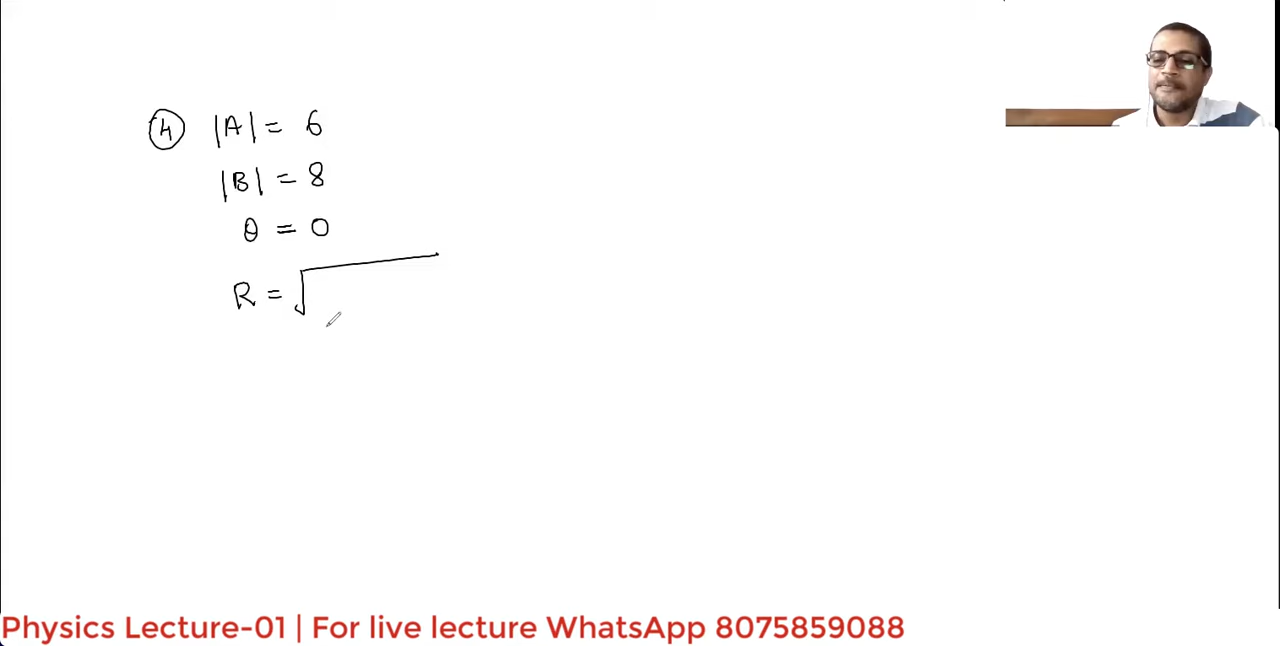 ④ |A| = 6
|B| = 8
θ = 0
R = √
Physics Lecture-01 | For live lecture WhatsApp 8075859088